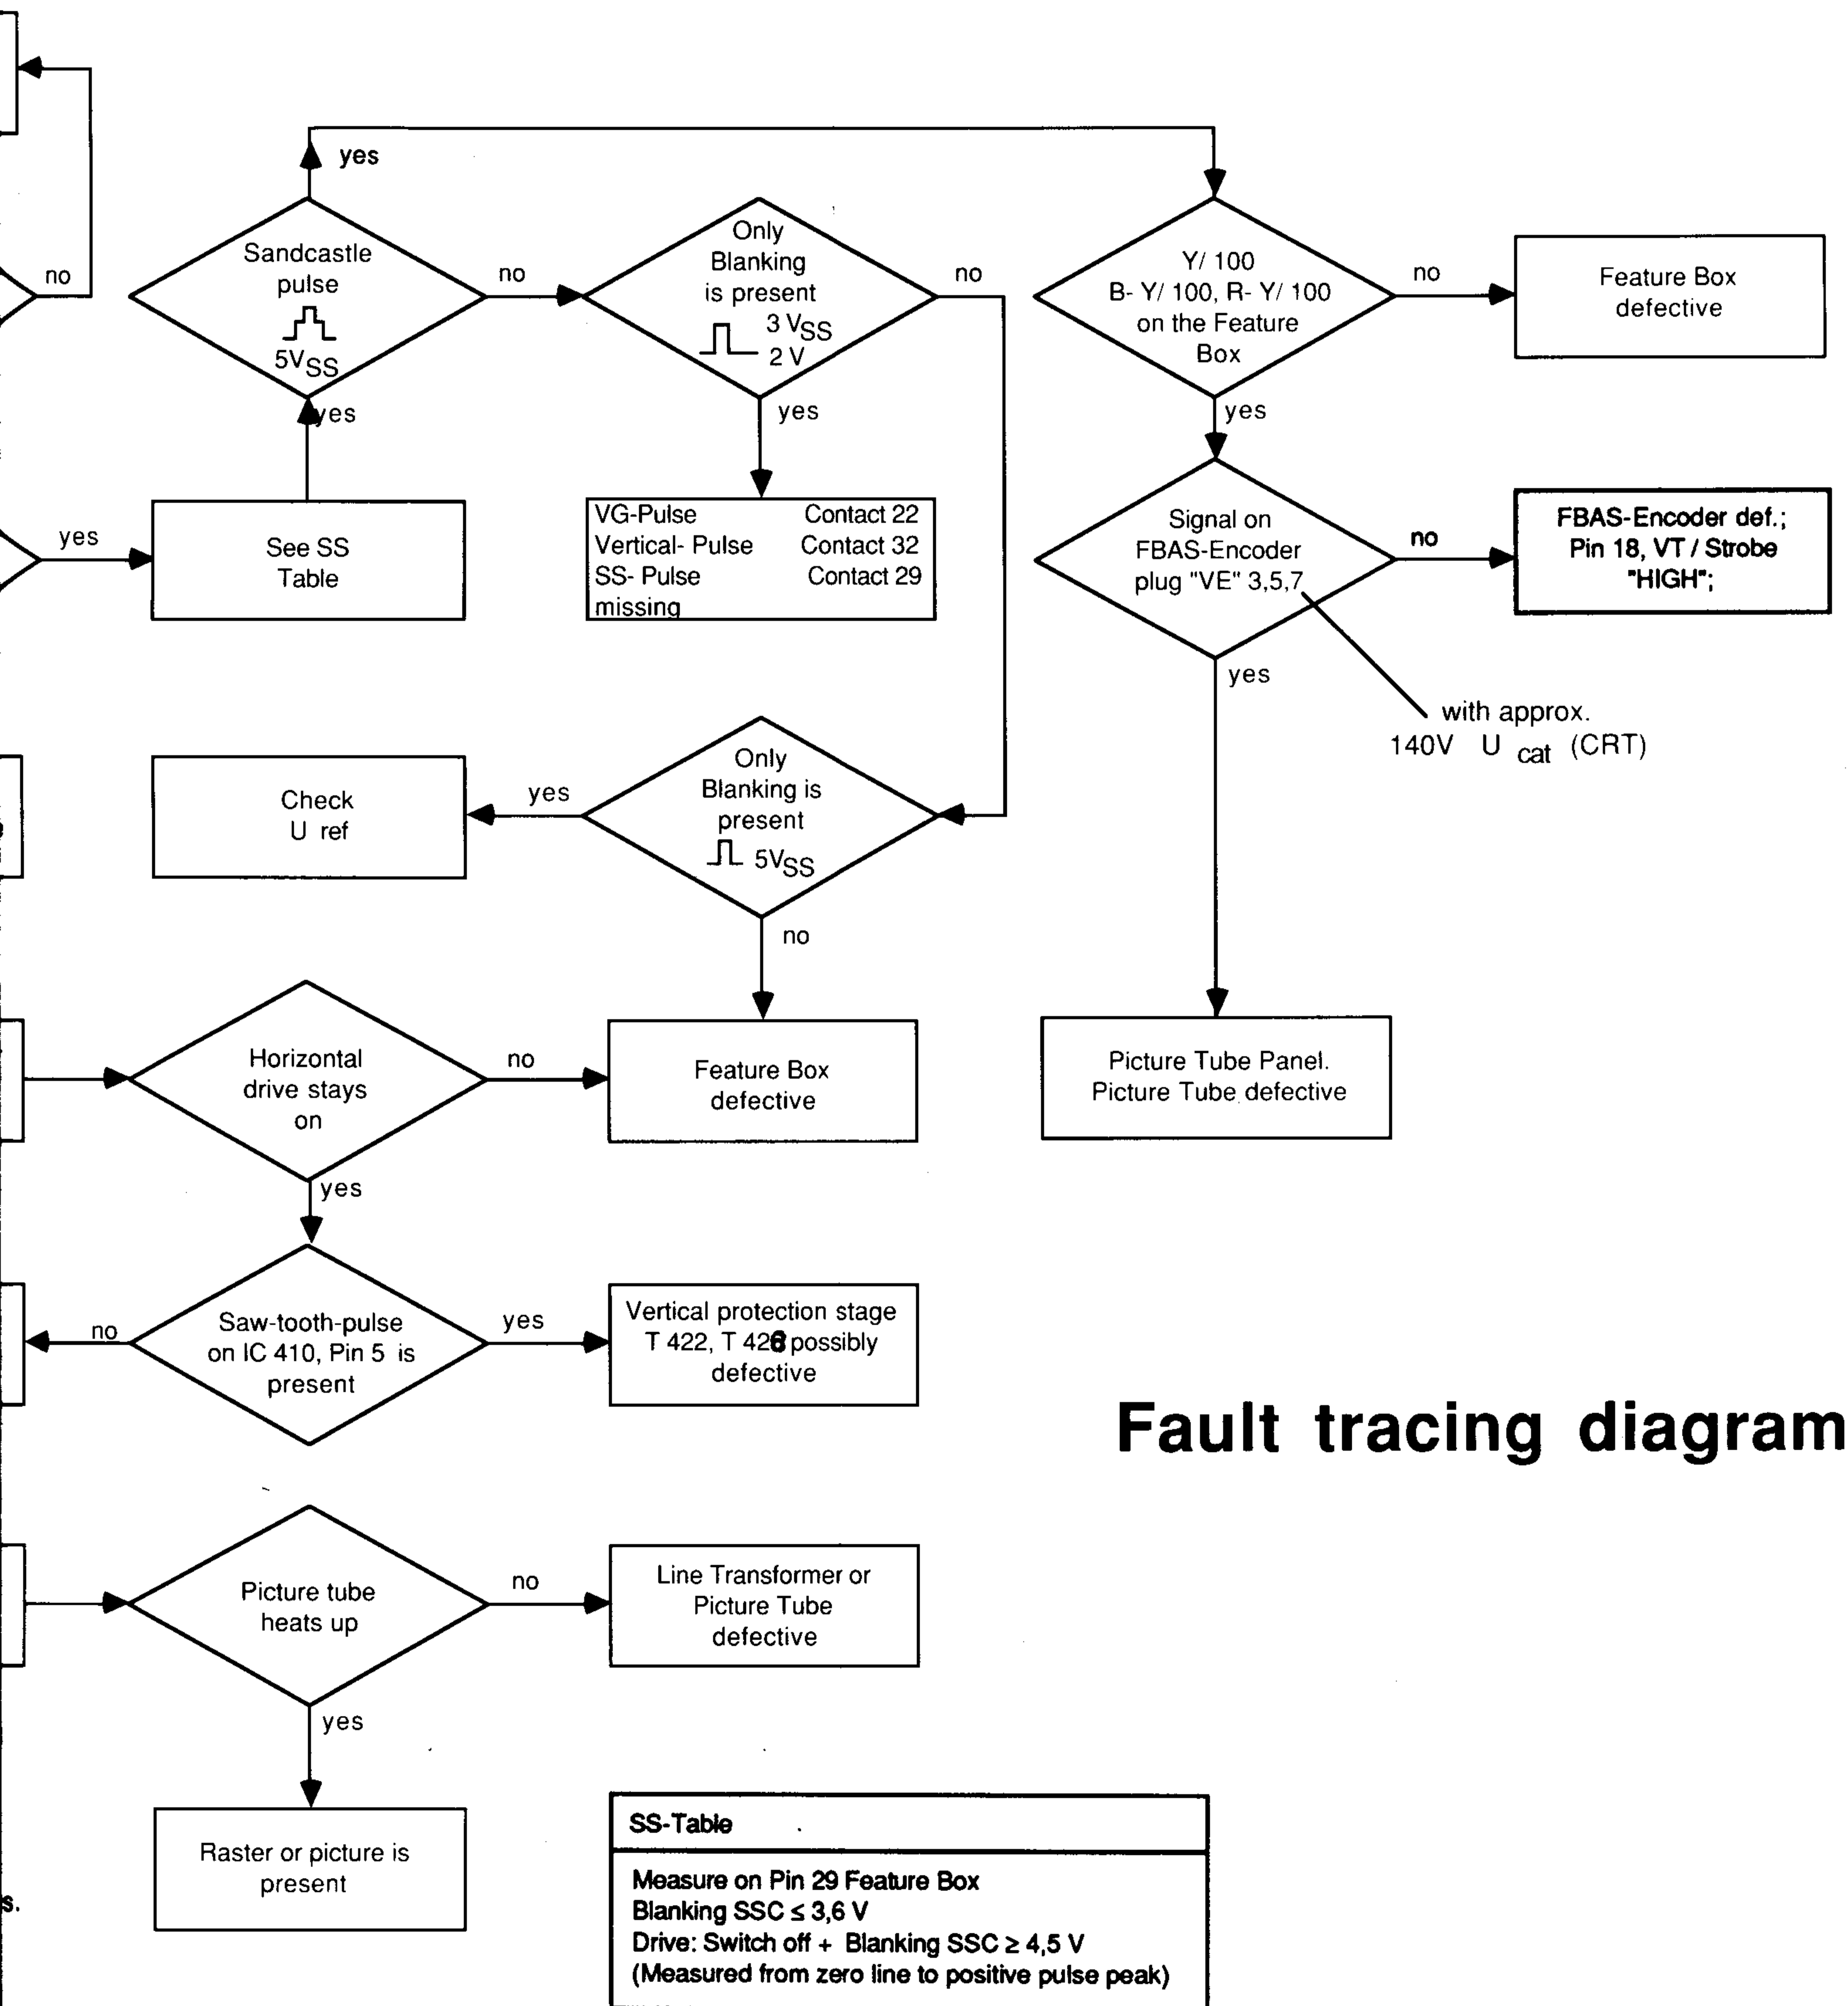 yes
no
Sandcastle
pulse
5VSS
no
Only
Blanking
is present
3 VSS
2 V
no
Y/ 100
B- Y/ 100, R- Y/ 100
on the Feature
Box
no
Feature Box
defective
yes
yes
yes
yes
See SS
Table
VG-Pulse Contact 22
Vertical- Pulse Contact 32
SS- Pulse Contact 29
missing
Signal on
FBAS-Encoder
plug "VE" 3,5,7
no
FBAS-Encoder def.;
Pin 18, VT / Strobe
"HIGH";
yes
with approx.
140V U cat (CRT)
Check
U ref
yes
Only
Blanking is
present
5VSS
no
Horizontal
drive stays
on
no
Feature Box
defective
Picture Tube Panel.
Picture Tube defective
yes
no
Saw-tooth-pulse
on IC 410, Pin 5 is
present
yes
Vertical protection stage
T 422, T 426 possibly
defective
Fault tracing diagram
Picture tube
heats up
no
Line Transformer or
Picture Tube
defective
yes
Raster or picture is
present
s.
SS-Table
Measure on Pin 29 Feature Box
Blanking SSC ≤ 3,6 V
Drive: Switch off + Blanking SSC ≥ 4,5 V
(Measured from zero line to positive pulse peak)